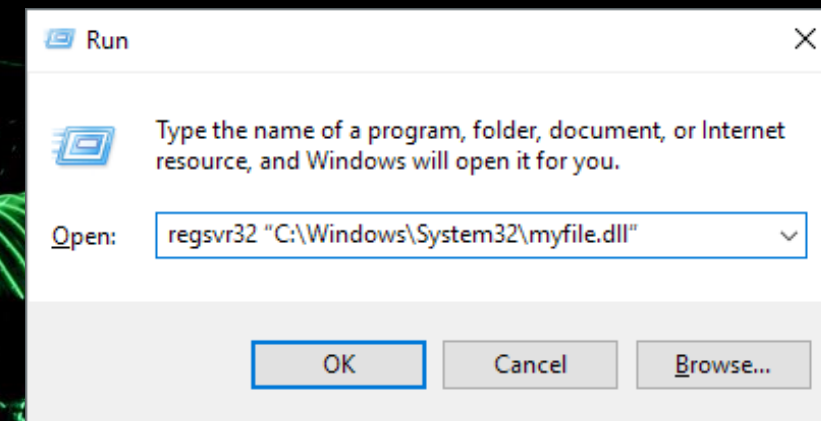 Run
Type the name of a program, folder, document, or Internet
resource, and Windows will open it for you.
Open:
regsvr32 “C:\Windows\System32\myfile.dll”
OK
Cancel
Browse...